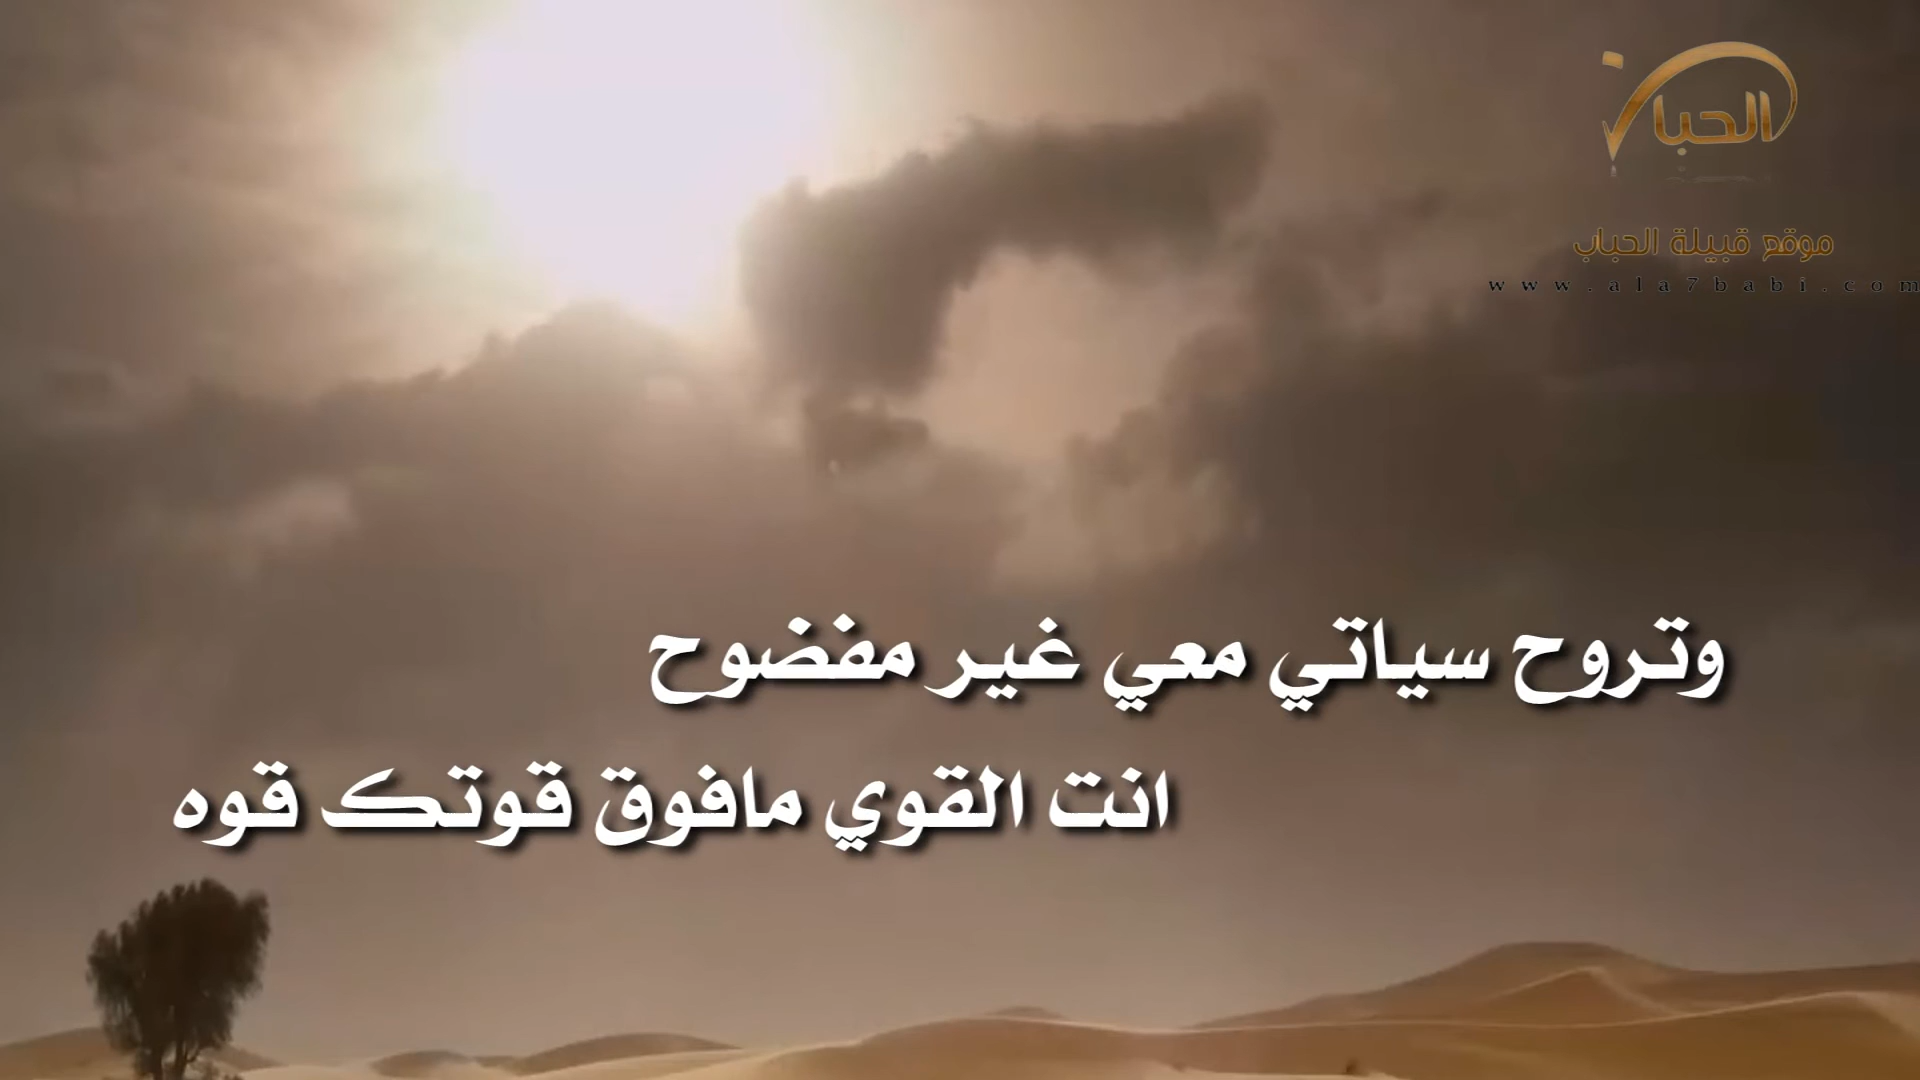 الحباب
موقع قبيلة الحباب
www.ala7babi.com
وتروح سياتي معي غير مفضوح
انت القوي مافوق قوتك قوه